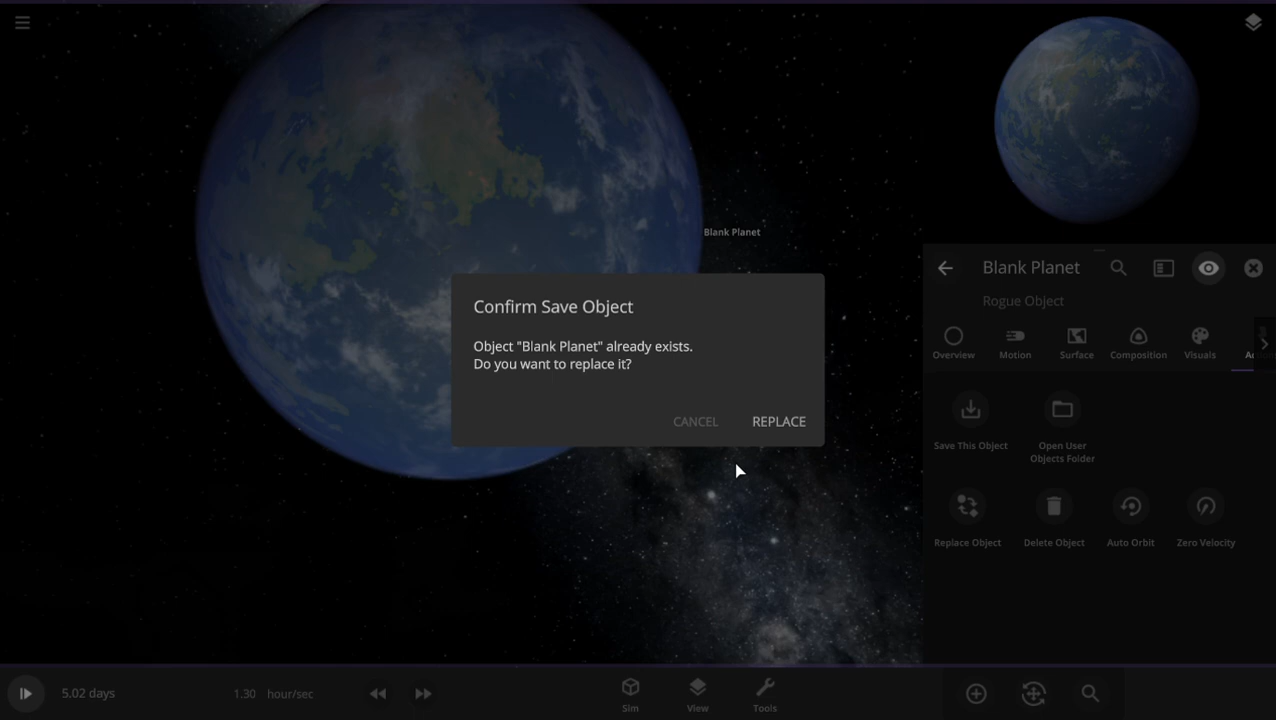 Blank Planet
Confirm Save Object
Object "Blank Planet" already exists.
Do you want to replace it?
CANCEL
REPLACE
Blank Planet
Rogue Object
Overview
Motion
Surface
Composition
Visuals
Save This Object
Open User
Objects Folder
Replace Object
Delete Object
Auto Orbit
Zero Velocity
5.02 days
1.30 hour/sec
Sim
View
Tools